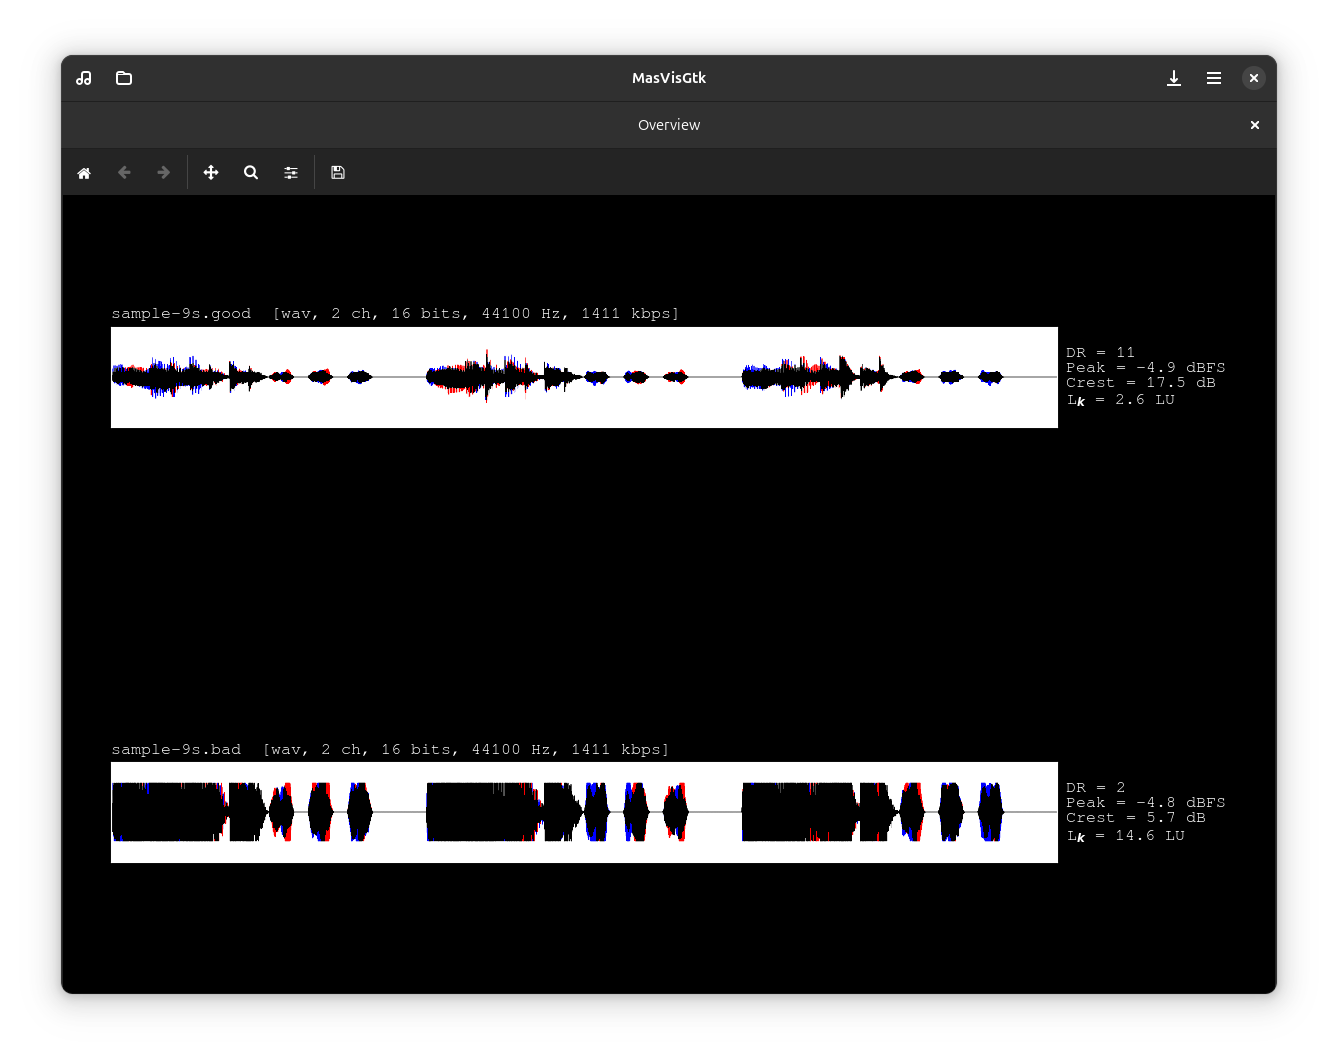 MasVisGtk
Overview
sample-9s.good [wav, 2 ch, 16 bits, 44100 Hz, 1411 kbps]
DR = 11
Peak = -4.9 dBFS
Crest = 17.5 dB
Lk = 2.6 LU
sample-9s.bad [wav, 2 ch, 16 bits, 44100 Hz, 1411 kbps]
DR = 2
Peak = -4.8 dBFS
Crest = 5.7 dB
Lk = 14.6 LU